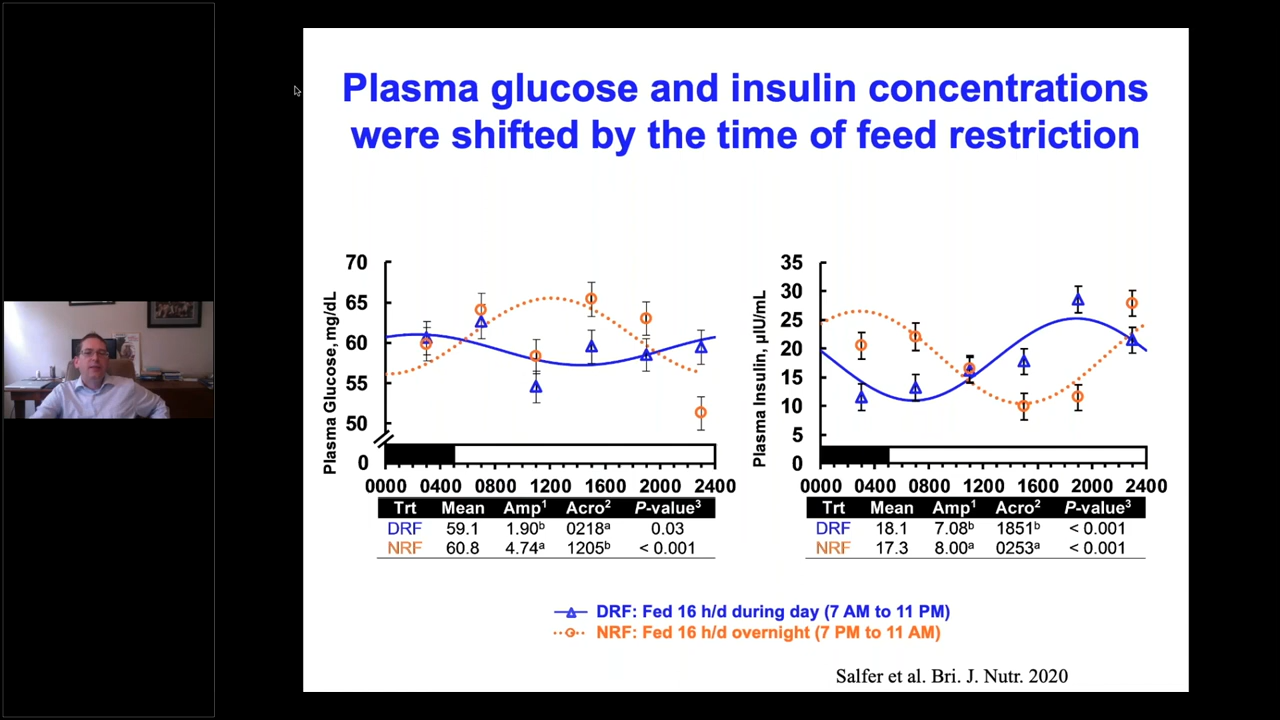 Plasma glucose and insulin concentrations
were shifted by the time of feed restriction
Plasma Glucose, mg/dL
70
65
60
55
50
0
0000 0400 0800 1200 1600 2000 2400
Trt Mean Amp¹ Acro² P-value³
DRF 59.1 1.90ᵇ 0218ᵃ 0.03
NRF 60.8 4.74ᵃ 1205ᵇ < 0.001
Plasma Insulin, µIU/mL
35
30
25
20
15
10
5
0
0000 0400 0800 1200 1600 2000 2400
Trt Mean Amp¹ Acro² P-value³
DRF 18.1 7.08ᵇ 1851ᵇ < 0.001
NRF 17.3 8.00ᵃ 0253ᵃ < 0.001
DRF: Fed 16 h/d during day (7 AM to 11 PM)
NRF: Fed 16 h/d overnight (7 PM to 11 AM)
Salfer et al. Bri. J. Nutr. 2020